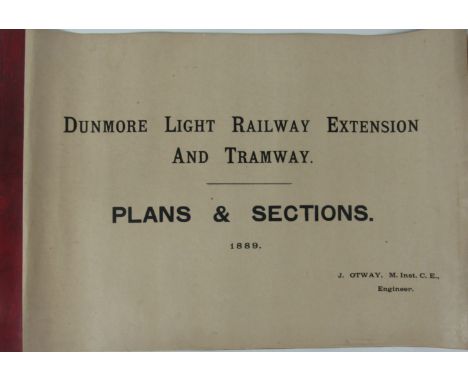 DUNMORE LIGHT RAILWAY EXTENSION
AND TRAMWAY.
PLANS & SECTIONS.
1889.
J. OTWAY, M. Inst. C. E.,
Engineer.